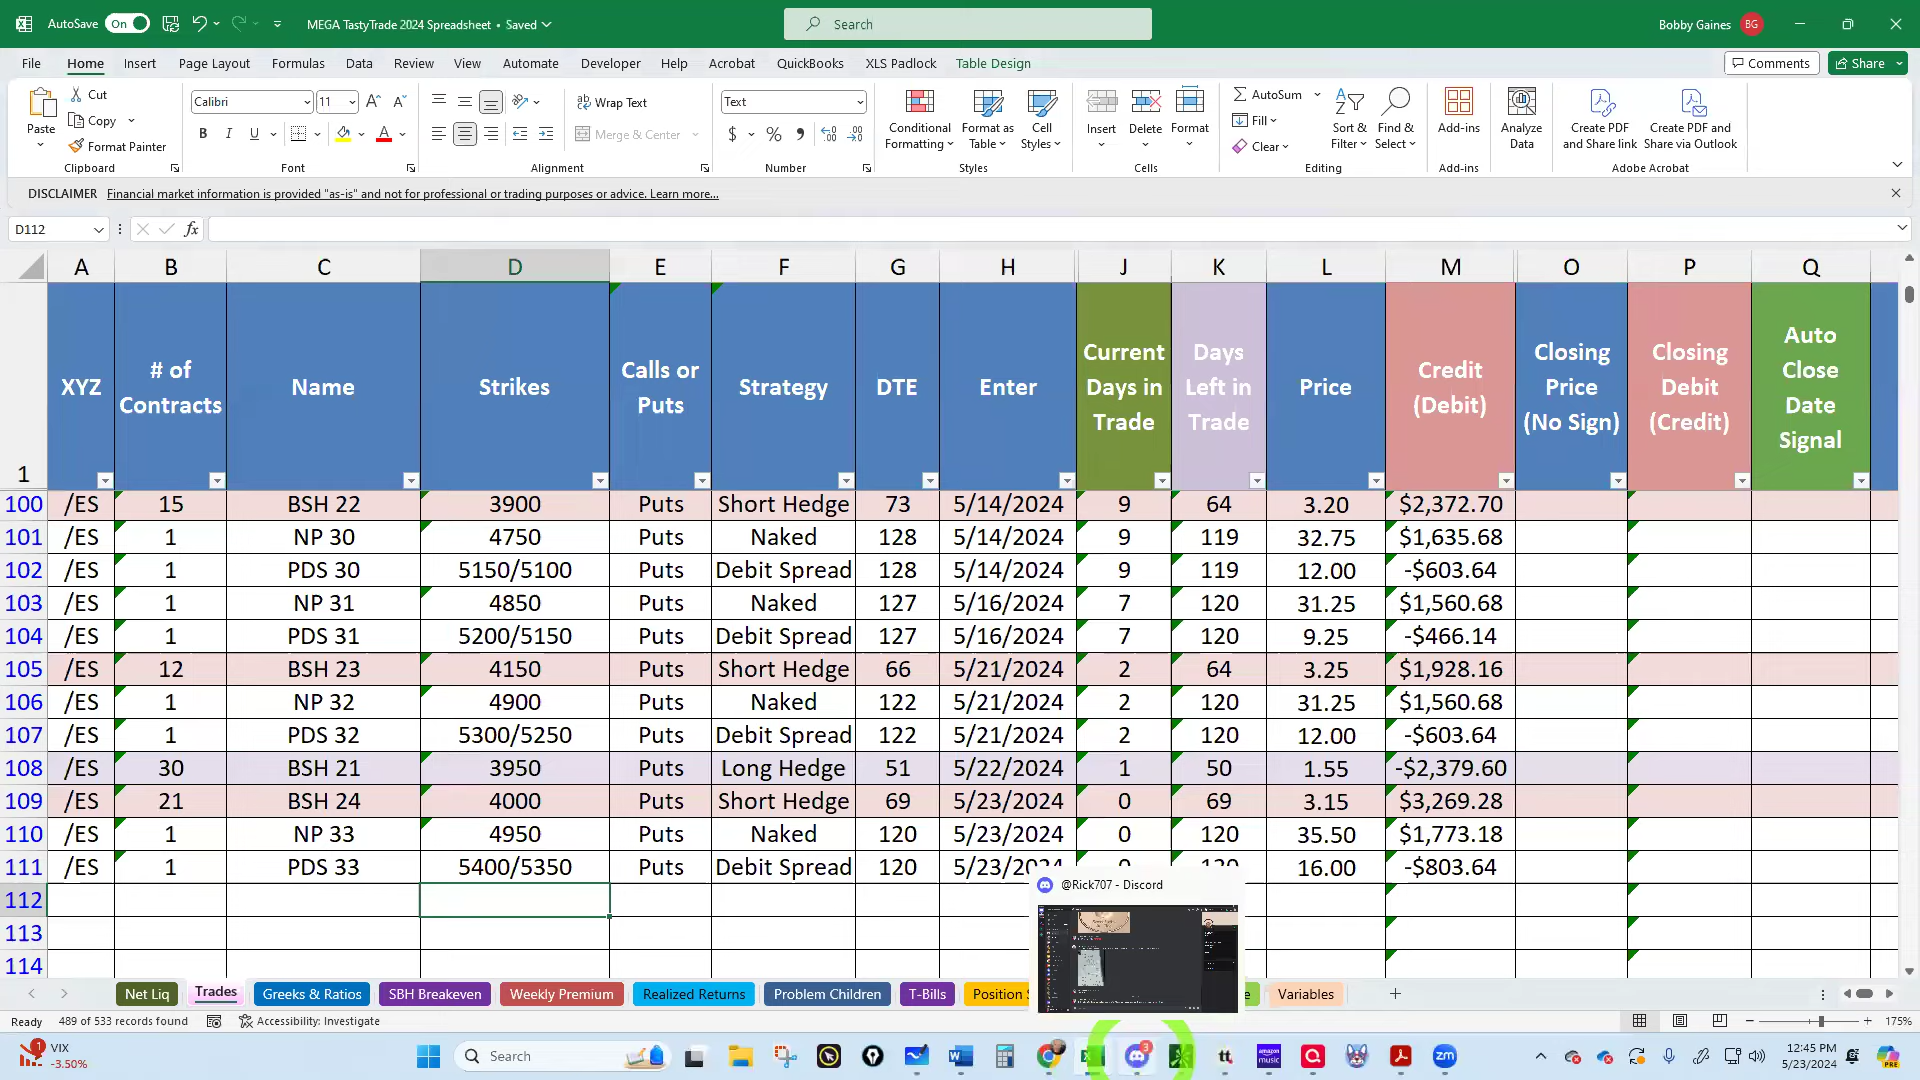 AutoSave On MEGA TastyTrade 2024 Spreadsheet • Saved Search Bobby Gaines BG
File Home Insert Page Layout Formulas Data Review View Automate Developer Help Acrobat QuickBooks XLS Padlock Table Design Comments Share
Paste Cut Copy Format Painter Clipboard
Calibri 11 B I U A Font
Wrap Text Merge & Center Alignment
Text $ % Number
Conditional Formatting Format as Table Cell Styles Styles
Insert Delete Format Cells
AutoSum Fill Clear Sort & Filter Find & Select Editing
Add-ins Add-ins
Analyze Data
Create PDF and Share link Create PDF and Share via Outlook Adobe Acrobat
DISCLAIMER Financial market information is provided "as-is" and not for professional or trading purposes or advice. Learn more...
D112 fx
A B C D E F G H J K L M O P Q
1 XYZ # of Contracts Name Strikes Calls or Puts Strategy DTE Enter Current Days in Trade Days Left in Trade Price Credit (Debit) Closing Price (No Sign) Closing Debit (Credit) Auto Close Date Signal
100 /ES 15 BSH 22 3900 Puts Short Hedge 73 5/14/2024 9 64 3.20 $2,372.70
101 /ES 1 NP 30 4750 Puts Naked 128 5/14/2024 9 119 32.75 $1,635.68
102 /ES 1 PDS 30 5150/5100 Puts Debit Spread 128 5/14/2024 9 119 12.00 -$603.64
103 /ES 1 NP 31 4850 Puts Naked 127 5/16/2024 7 120 31.25 $1,560.68
104 /ES 1 PDS 31 5200/5150 Puts Debit Spread 127 5/16/2024 7 120 9.25 -$466.14
105 /ES 12 BSH 23 4150 Puts Short Hedge 66 5/21/2024 2 64 3.25 $1,928.16
106 /ES 1 NP 32 4900 Puts Naked 122 5/21/2024 2 120 31.25 $1,560.68
107 /ES 1 PDS 32 5300/5250 Puts Debit Spread 122 5/21/2024 2 120 12.00 -$603.64
108 /ES 30 BSH 21 3950 Puts Long Hedge 51 5/22/2024 1 50 1.55 -$2,379.60
109 /ES 21 BSH 24 4000 Puts Short Hedge 69 5/23/2024 0 69 3.15 $3,269.28
110 /ES 1 NP 33 4950 Puts Naked 120 5/23/2024 0 120 35.50 $1,773.18
111 /ES 1 PDS 33 5400/5350 Puts Debit Spread 120 5/23/2024 0 120 16.00 -$803.64
112
113
114
@Rick707 - Discord
Net Liq Trades Greeks & Ratios SBH Breakeven Weekly Premium Realized Returns Problem Children T-Bills Position S e Variables
Ready 489 of 533 records found Accessibility: Investigate 175%
1 VIX -3.50% Search 3 tt amazon music zm 12:45 PM 5/23/2024 PRE